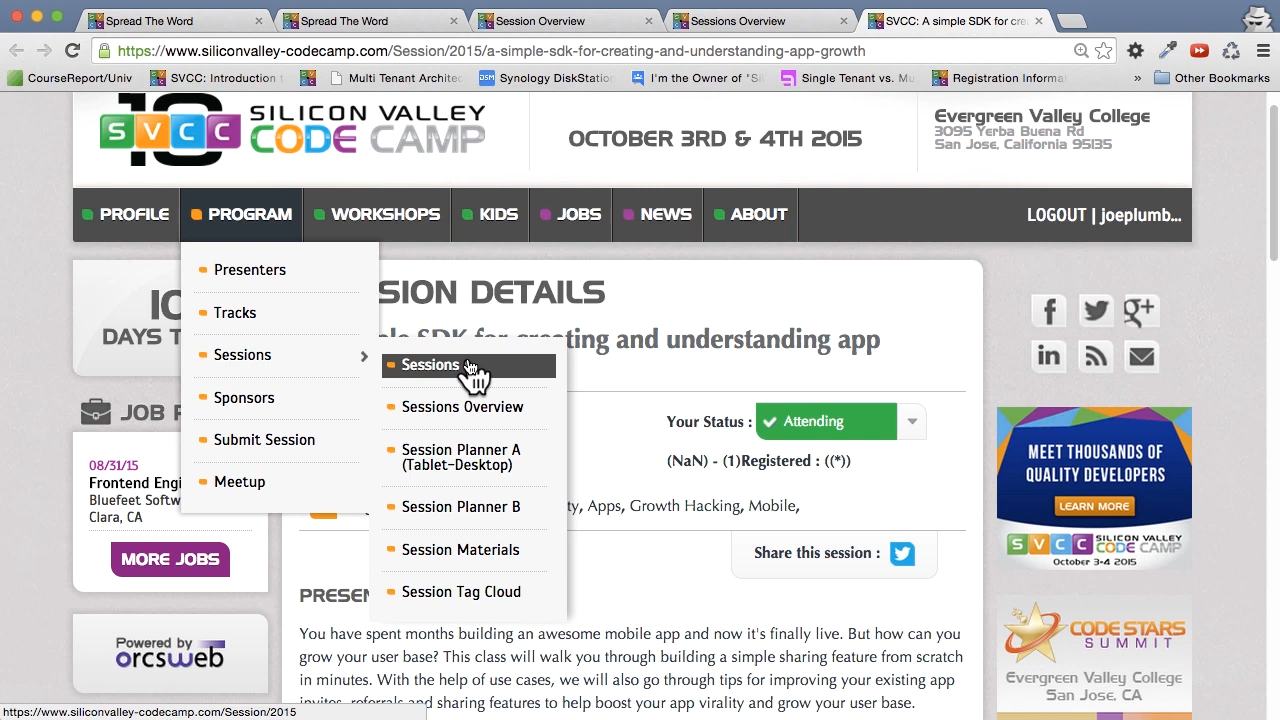 Spread The Word
Spread The Word
Session Overview
Sessions Overview
SVCC: A simple SDK for cre
https://www.siliconvalley-codecamp.com/Session/2015/a-simple-sdk-for-creating-and-understanding-app-growth
CourseReport/Univ
SVCC: Introduction
Multi Tenant Architec
DSM
Synology DiskStatio
I'm the Owner of "Si
Single Tenant vs. Mu
Registration Informa
»
Other Bookmarks
10
SVCC
SILICON VALLEY
CODE CAMP
OCTOBER 3RD & 4TH 2015
Evergreen Valley College
3095 Yerba Buena Rd
San Jose, California 95135
PROFILE
PROGRAM
WORKSHOPS
KIDS
JOBS
NEWS
ABOUT
LOGOUT | joeplumb...
Presenters
Tracks
Sessions
Sponsors
Submit Session
Meetup
Sessions
Sessions Overview
Session Planner A
(Tablet-Desktop)
Session Planner B
Session Materials
Session Tag Cloud
10
DAYS T
SION DETAILS
ple SDK for creating and understanding app
Your Status :
Attending
(NaN) - (1)Registered : ((*))
ty, Apps, Growth Hacking, Mobile,
Share this session :
JOB F
08/31/15
Frontend Engi
Bluefeet Softw
Clara, CA
MORE JOBS
Powered by
orcsweb
PRESEN
You have spent months building an awesome mobile app and now it's finally live. But how can you
grow your user base? This class will walk you through building a simple sharing feature from scratch
in minutes. With the help of use cases, we will also go through tips for improving your existing app
invites, referrals and sharing features to help boost your app virality and grow your user base.
f
g+
in
MEET THOUSANDS OF
QUALITY DEVELOPERS
LEARN MORE
SVCC
SILICON VALLEY
CODE CAMP
October 3-4 2015
CODE STARS
SUMMIT
Evergreen Valley College
San Jose, CA
https://www.siliconvalley-codecamp.com/Session/2015